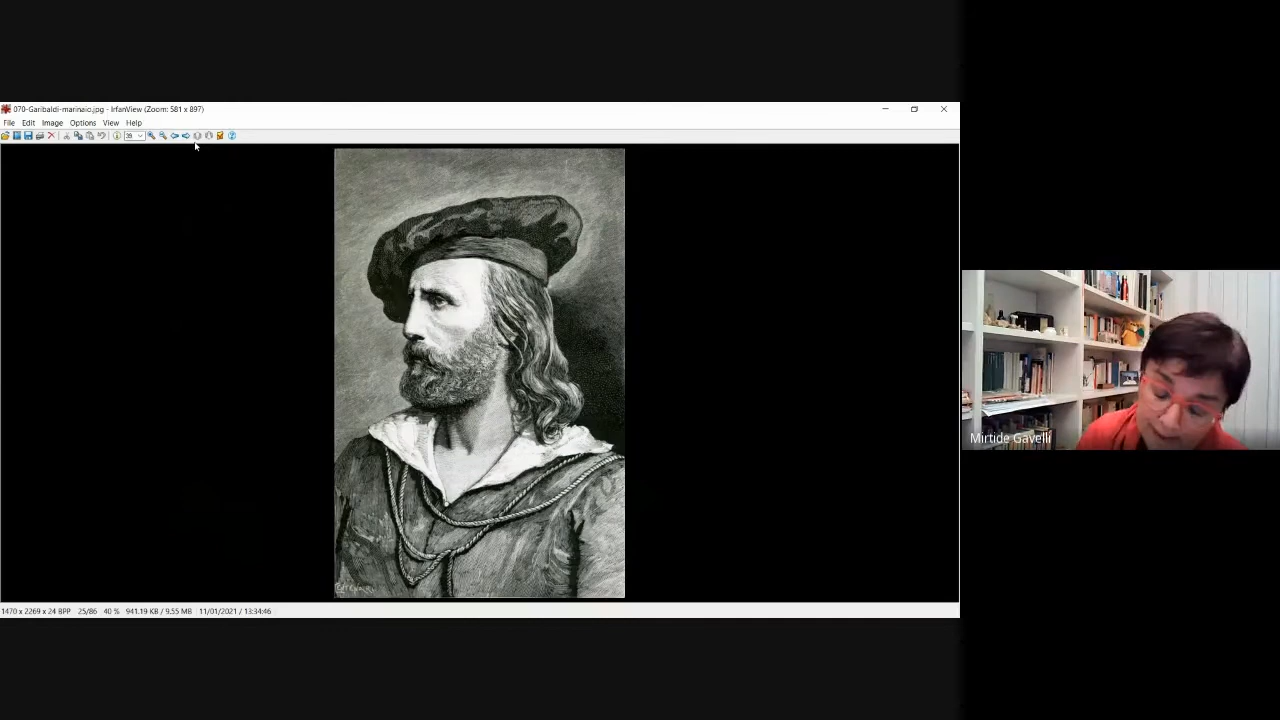 070-Garibaldi-marinaio.jpg - IrfanView (Zoom: 581 x 897)
File Edit Image Options View Help
39
Mirtide Gavelli
1470 x 2269 x 24 BPP 25/86 40 % 941.19 KB / 9.55 MB 11/01/2021 / 13:34:46